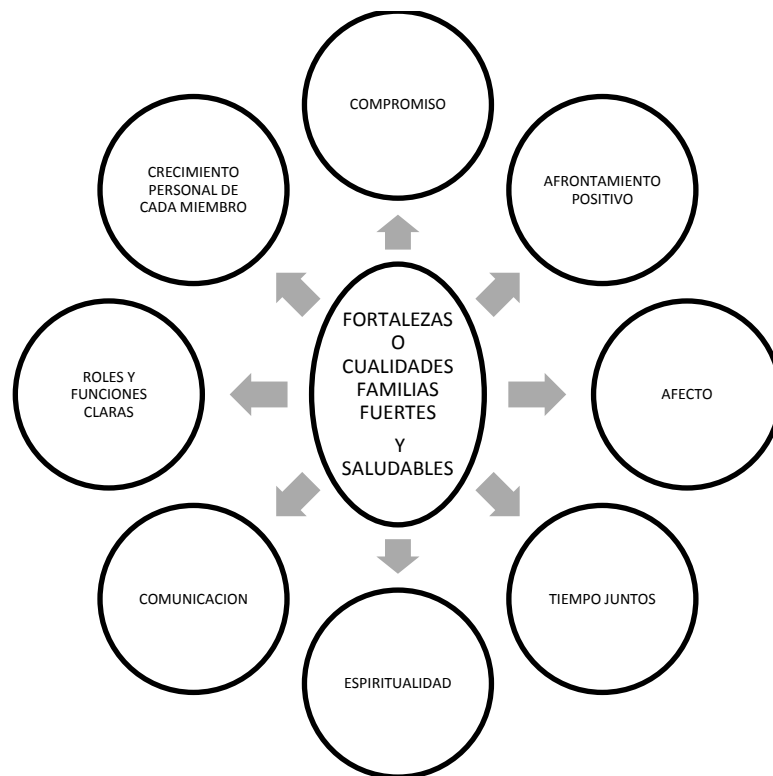 COMPROMISO
CRECIMIENTO
PERSONAL DE
CADA MIEMBRO
AFRONTAMIENTO
POSITIVO
FORTALEZAS
O
CUALIDADES
FAMILIAS
FUERTES
Y
SALUDABLES
ROLES Y
FUNCIONES
CLARAS
AFECTO
COMUNICACION
TIEMPO JUNTOS
ESPIRITUALIDAD